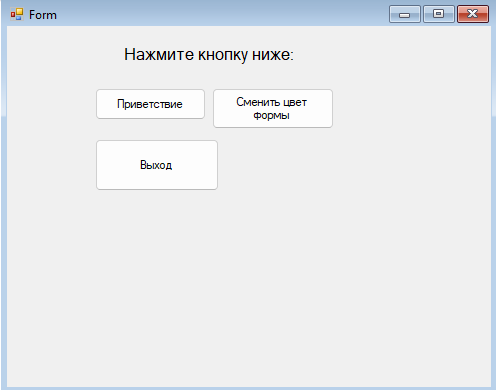 Form
Нажмите кнопку ниже:
Приветствие
Сменить цвет
формы
Выход